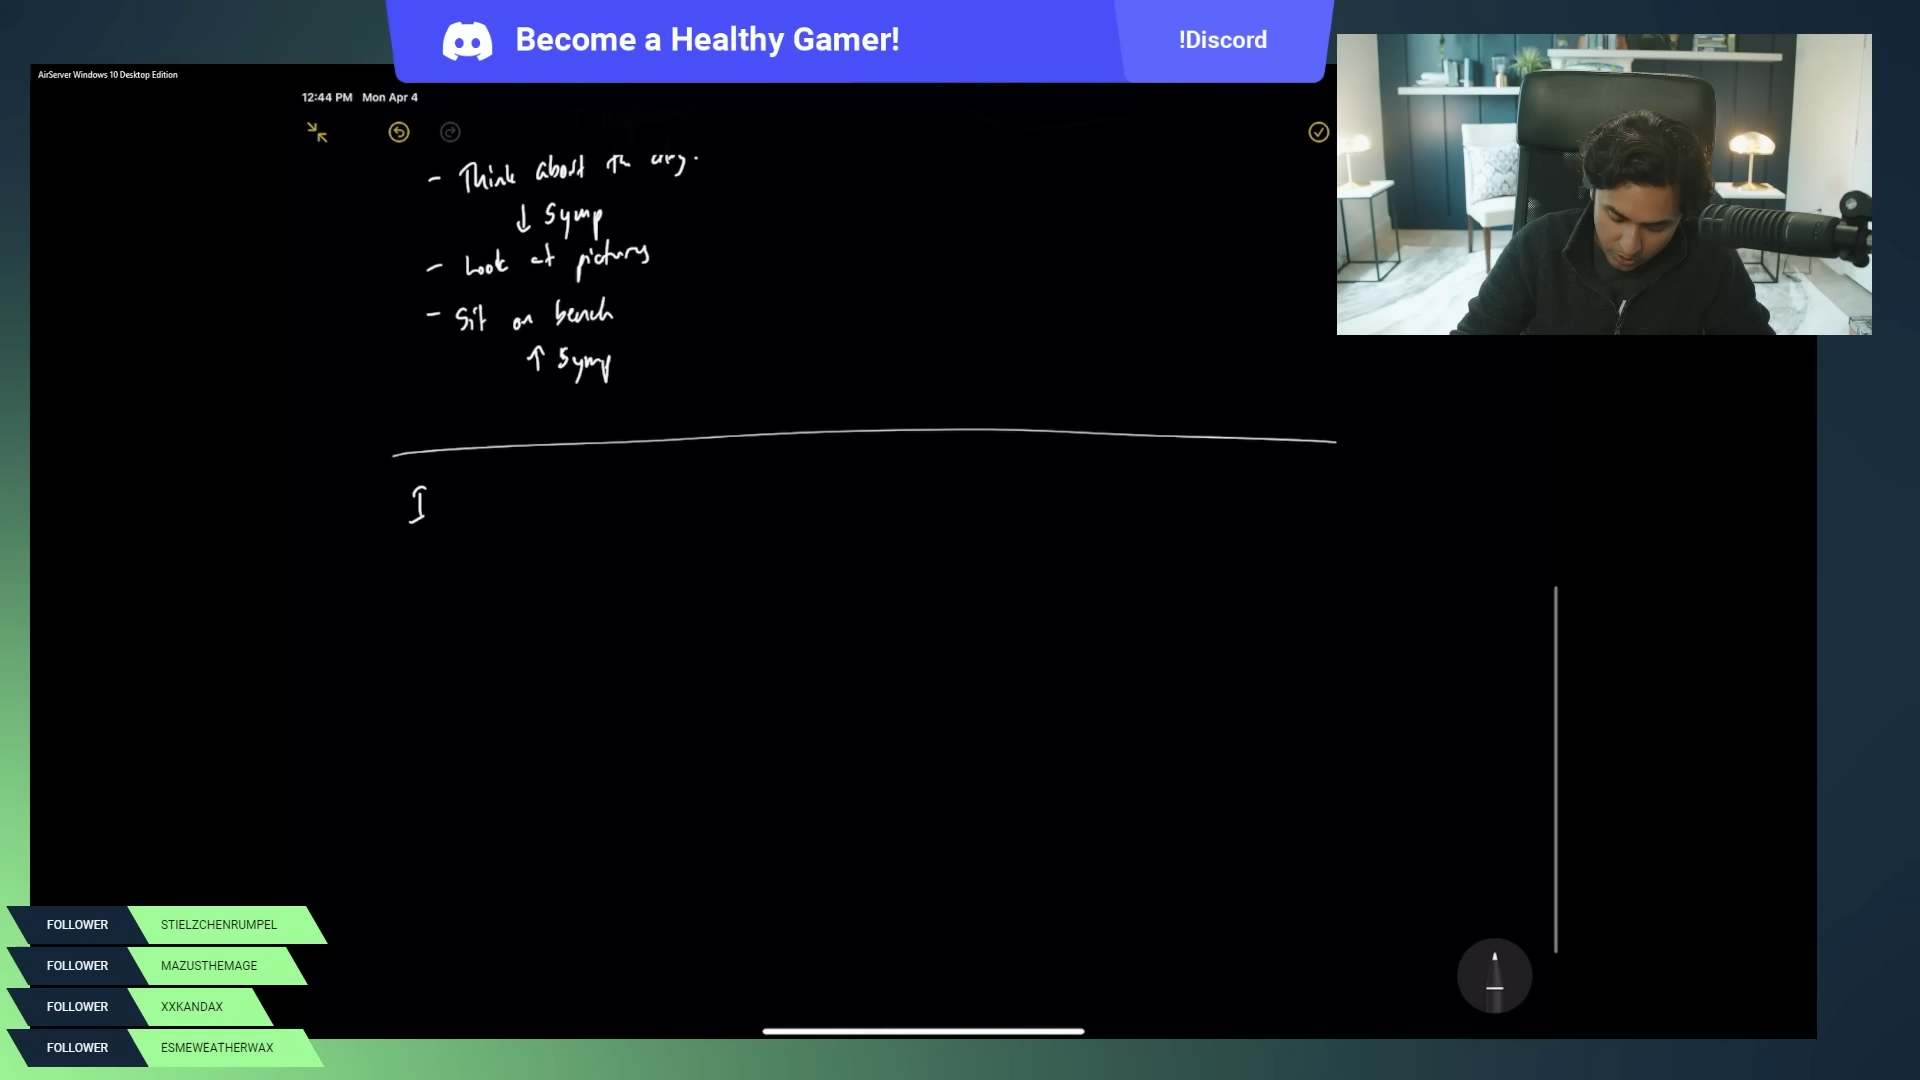 Become a Healthy Gamer!
!Discord
AirServer Windows 10 Desktop Edition
12:44 PM Mon Apr 4
- Think about the
↓ Symp
- Look at pictures
- Sit on bench
↑ Symp
I
FOLLOWER STIELZCHENRUMPEL
FOLLOWER MAZUSTHEMAGE
FOLLOWER XXKANDAX
FOLLOWER ESMEWEATHERWAX